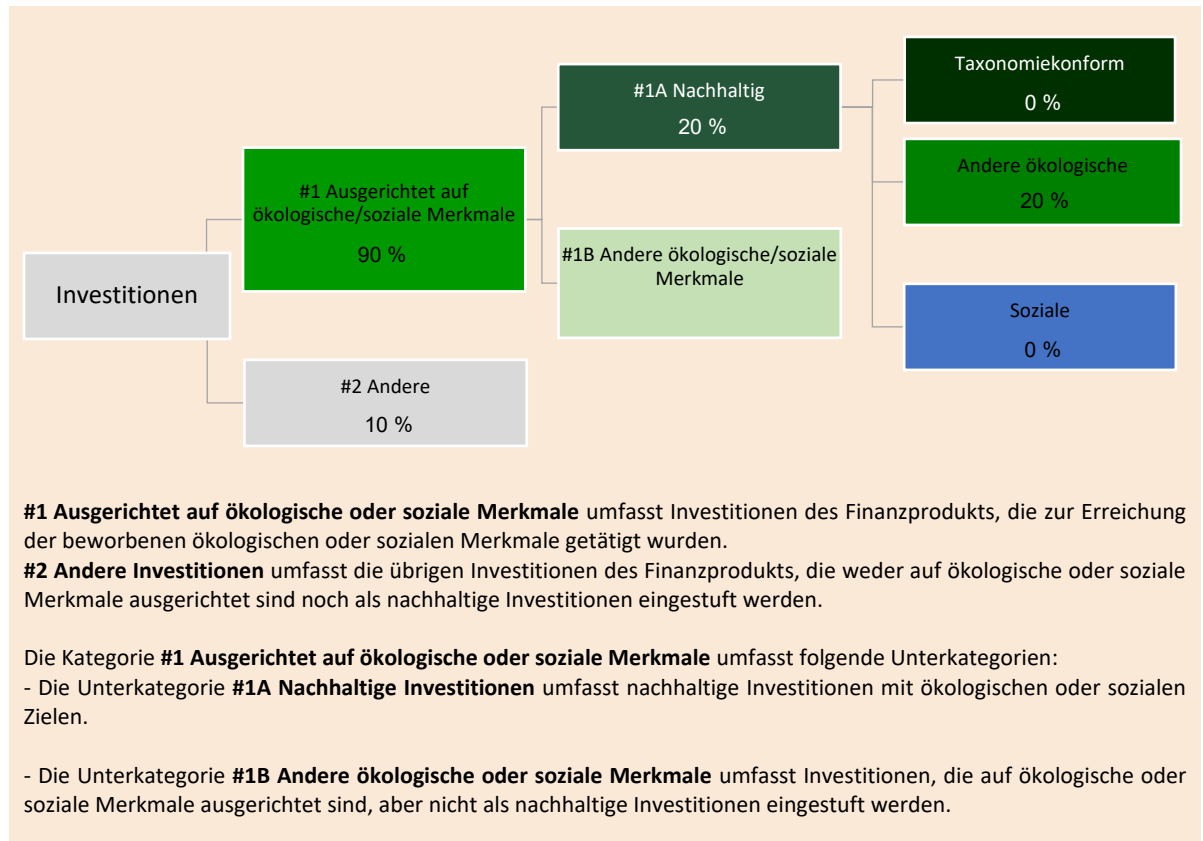 Taxonomiekonform
0 %
#1A Nachhaltig
20 %
Andere ökologische
20 %
#1 Ausgerichtet auf
ökologische/soziale Merkmale
90 %
#1B Andere ökologische/soziale
Merkmale
Investitionen
Soziale
0 %
#2 Andere
10 %
#1 Ausgerichtet auf ökologische oder soziale Merkmale umfasst Investitionen des Finanzprodukts, die zur Erreichung
der beworbenen ökologischen oder sozialen Merkmale getätigt wurden.
#2 Andere Investitionen umfasst die übrigen Investitionen des Finanzprodukts, die weder auf ökologische oder soziale
Merkmale ausgerichtet sind noch als nachhaltige Investitionen eingestuft werden.
Die Kategorie #1 Ausgerichtet auf ökologische oder soziale Merkmale umfasst folgende Unterkategorien:
- Die Unterkategorie #1A Nachhaltige Investitionen umfasst nachhaltige Investitionen mit ökologischen oder sozialen
Zielen.
- Die Unterkategorie #1B Andere ökologische oder soziale Merkmale umfasst Investitionen, die auf ökologische oder
soziale Merkmale ausgerichtet sind, aber nicht als nachhaltige Investitionen eingestuft werden.